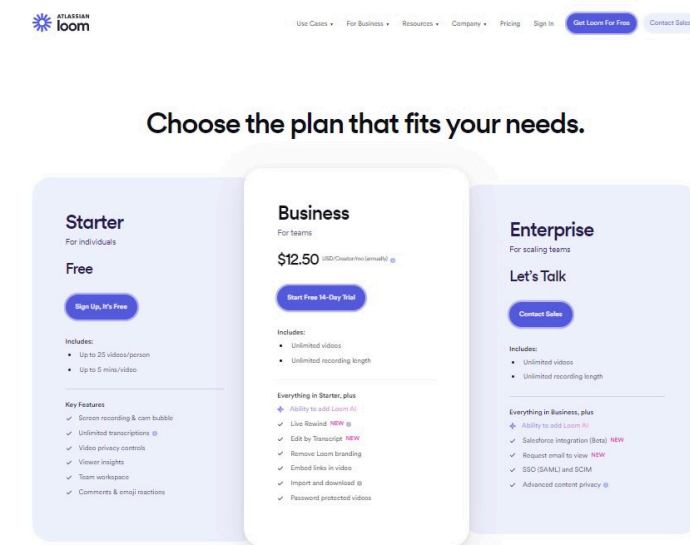 ATLASSIAN
loom
Use Cases
For Business
Resources
Company
Pricing
Sign In
Get Loom For Free
Contact Sales
Choose the plan that fits your needs.
Starter
For individuals
Free
Sign Up, It's Free
Includes:
Up to 25 videos/person
Up to 5 mins/video
Key Features
Screen recording & cam bubble
Unlimited transcriptions
Video privacy controls
Viewer insights
Team workspace
Comments & emoji reactions
Business
For teams
$12.50 USD/Creator/mo (annually)
Start Free 14-Day Trial
Includes:
Unlimited videos
Unlimited recording length
Everything in Starter, plus
Ability to add Loom AI
Live Rewind NEW
Edit by Transcript NEW
Remove Loom branding
Embed links in video
Import and download
Password protected videos
Enterprise
For scaling teams
Let's Talk
Contact Sales
Includes:
Unlimited videos
Unlimited recording length
Everything in Business, plus
Ability to add Loom AI
Salesforce integration (Beta) NEW
Request email to view NEW
SSO (SAML) and SCIM
Advanced content privacy